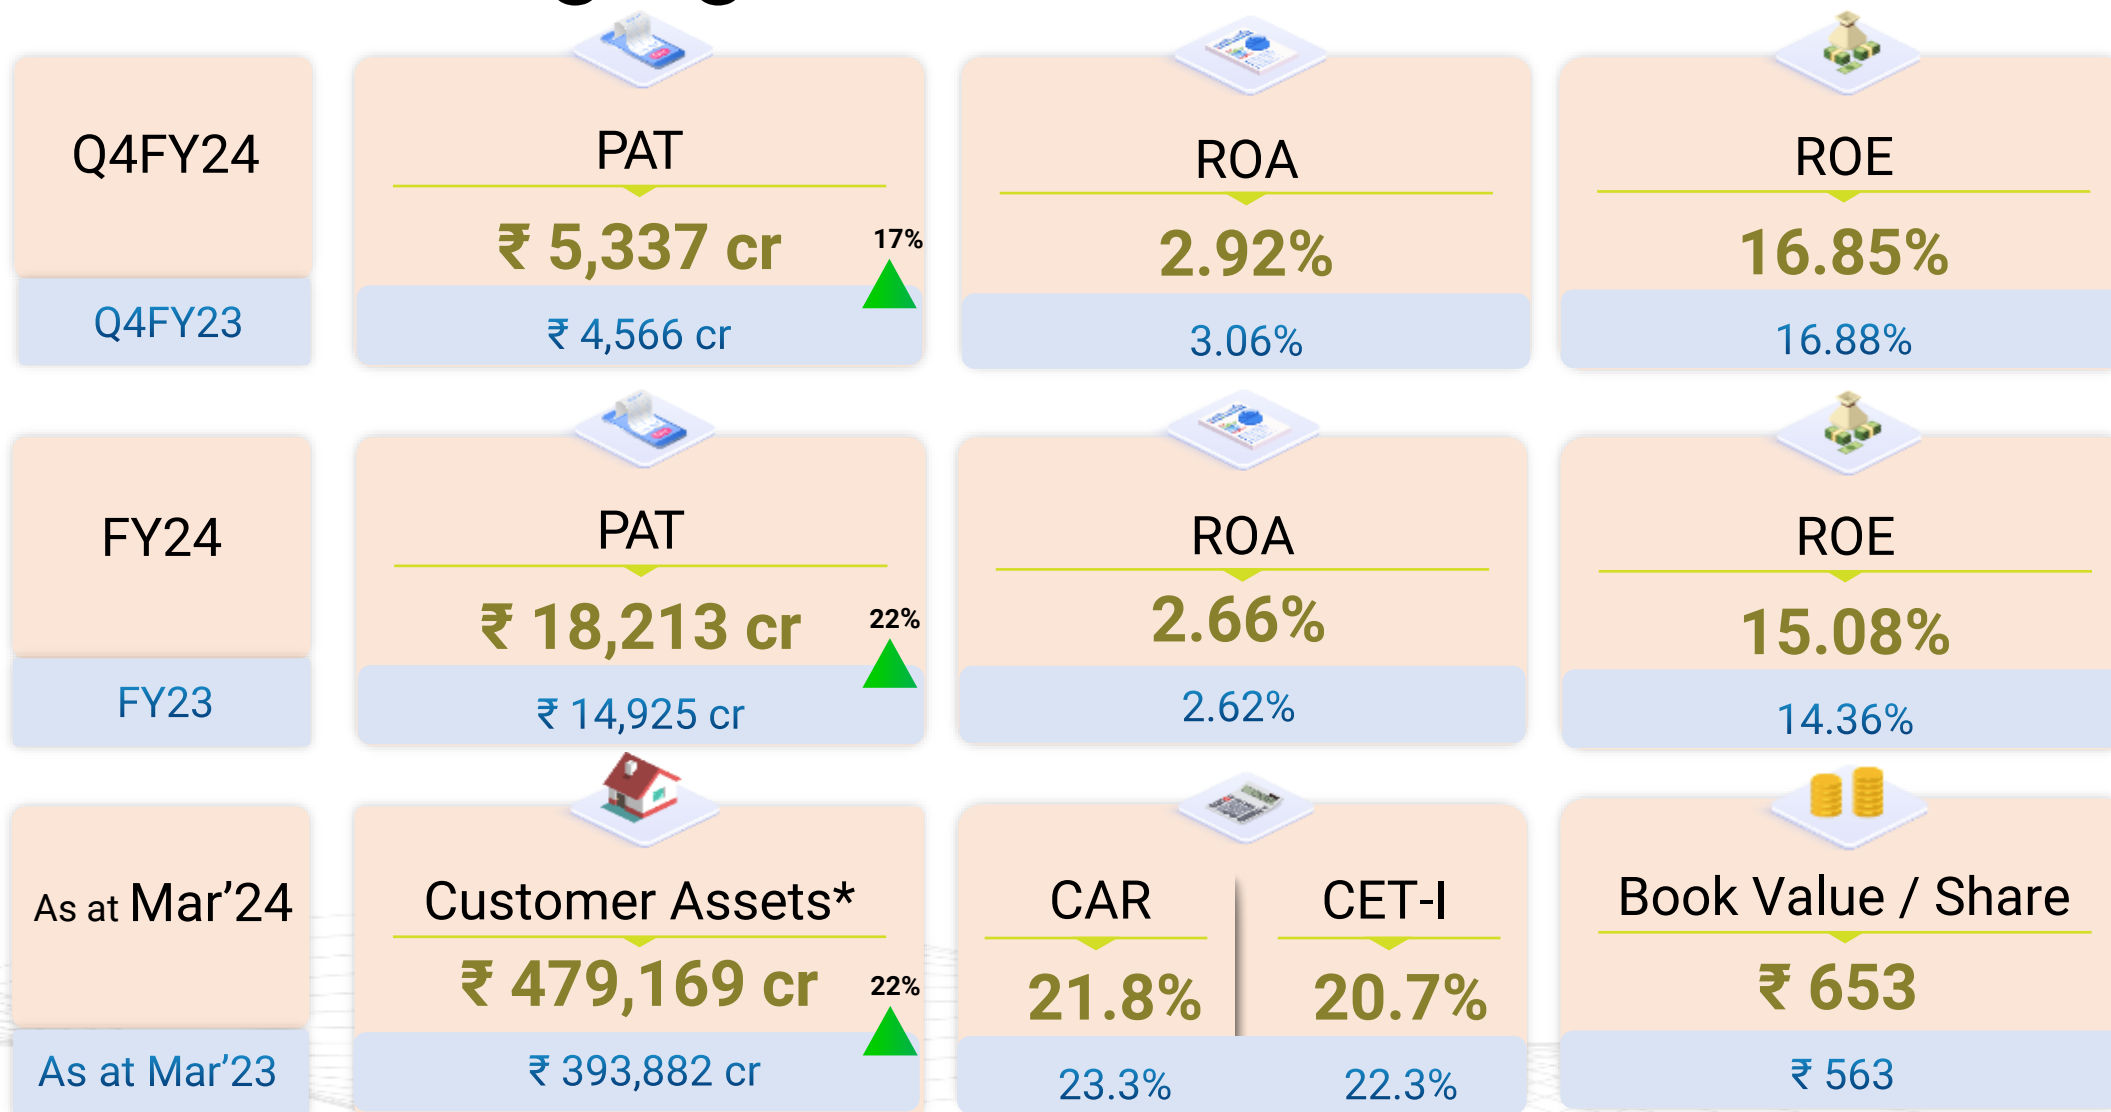 Q4FY24
Q4FY23
PAT
₹ 5,337 cr
17%
₹ 4,566 cr
ROA
2.92%
3.06%
ROE
16.85%
16.88%
FY24
FY23
PAT
₹ 18,213 cr
22%
₹ 14,925 cr
ROA
2.66%
2.62%
ROE
15.08%
14.36%
As at Mar’24
As at Mar’23
Customer Assets*
₹ 479,169 cr
22%
₹ 393,882 cr
CAR
21.8%
23.3%
CET-I
20.7%
22.3%
Book Value / Share
₹ 653
₹ 563